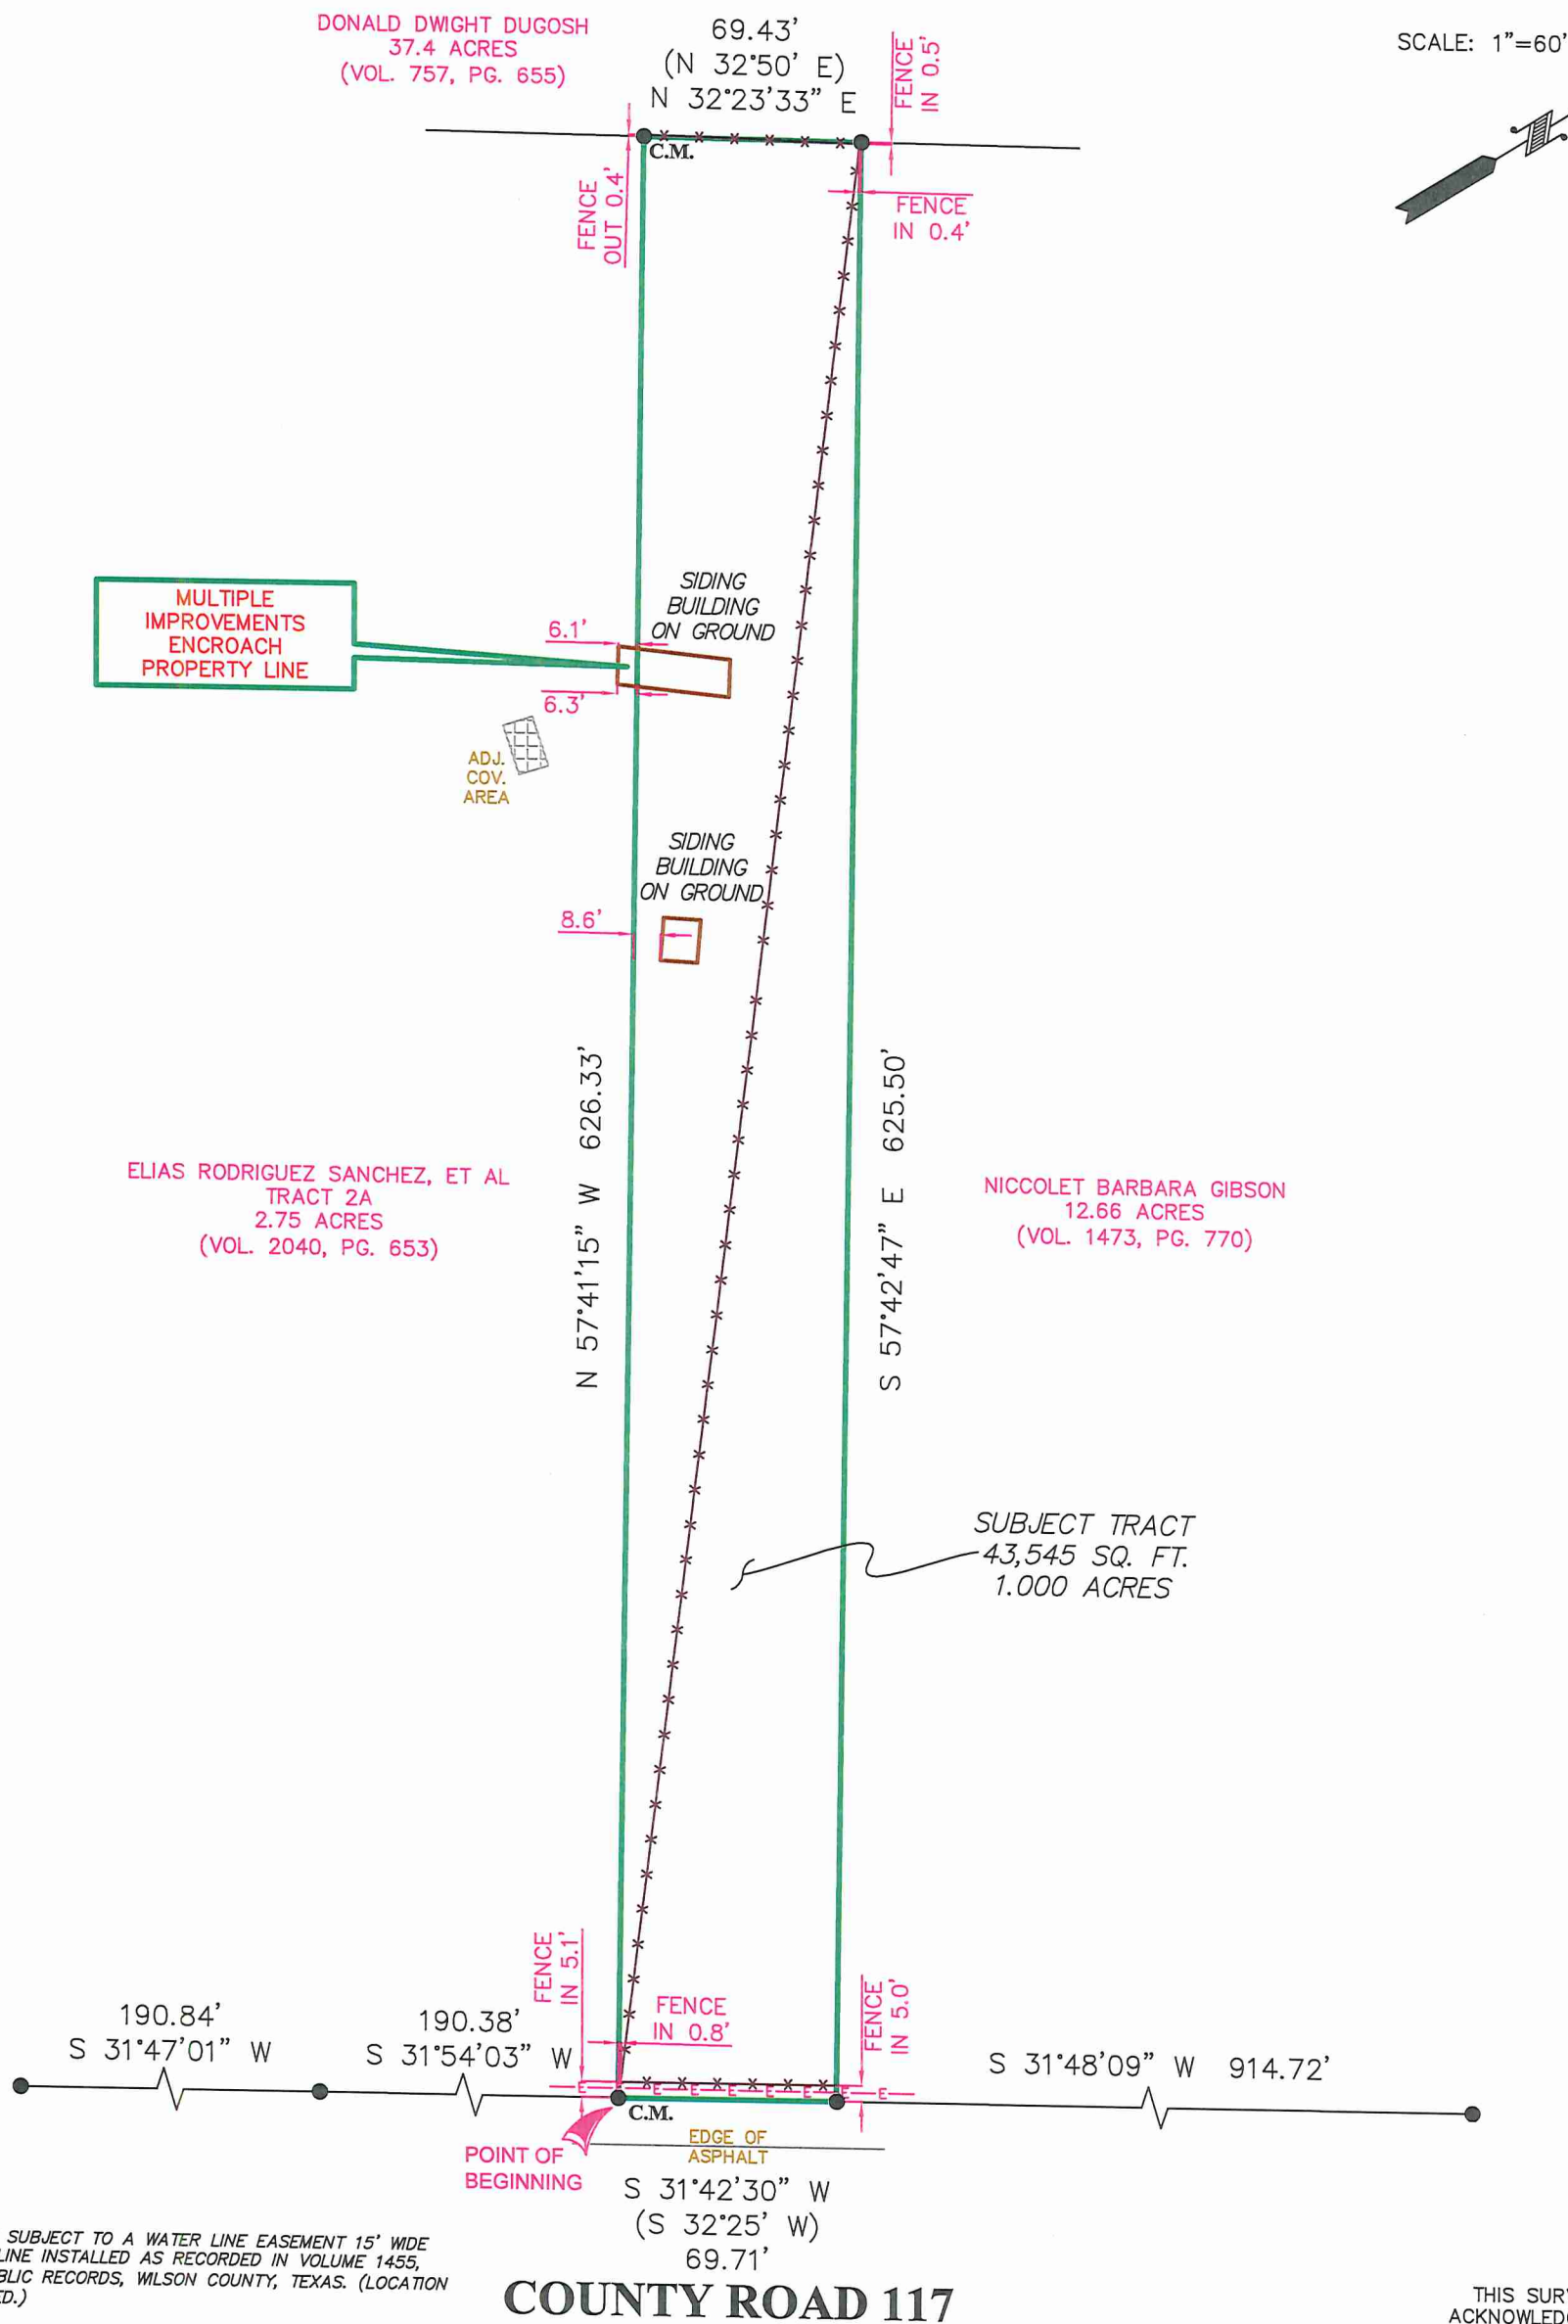 DONALD DWIGHT DUGOSH
37.4 ACRES
(VOL. 757, PG. 655)
69.43'
(N 32°50' E)
N 32°23'33" E
FENCE
IN 0.5'
SCALE: 1"=60'
C.M.
FENCE
OUT 0.4'
FENCE
IN 0.4'
MULTIPLE
IMPROVEMENTS
ENCROACH
PROPERTY LINE
SIDING
BUILDING
ON GROUND
6.1'
6.3'
ADJ.
COV.
AREA
SIDING
BUILDING
ON GROUND
8.6'
N 57°41'15" W 626.33'
S 57°42'47" E 625.50'
ELIAS RODRIGUEZ SANCHEZ, ET AL
TRACT 2A
2.75 ACRES
(VOL. 2040, PG. 653)
NICCOLET BARBARA GIBSON
12.66 ACRES
(VOL. 1473, PG. 770)
SUBJECT TRACT
43,545 SQ. FT.
1.000 ACRES
FENCE
IN 5.1'
FENCE
IN 0.8'
FENCE
IN 5.0'
190.84'
S 31°47'01" W
190.38'
S 31°54'03" W
S 31°48'09" W 914.72'
E E E E E E E E
C.M.
POINT OF
BEGINNING
EDGE OF
ASPHALT
S 31°42'30" W
(S 32°25' W)
69.71'
SUBJECT TO A WATER LINE EASEMENT 15' WIDE
LINE INSTALLED AS RECORDED IN VOLUME 1455,
BLIC RECORDS, WILSON COUNTY, TEXAS. (LOCATION
ED.)
COUNTY ROAD 117
THIS SUR
ACKNOWLED